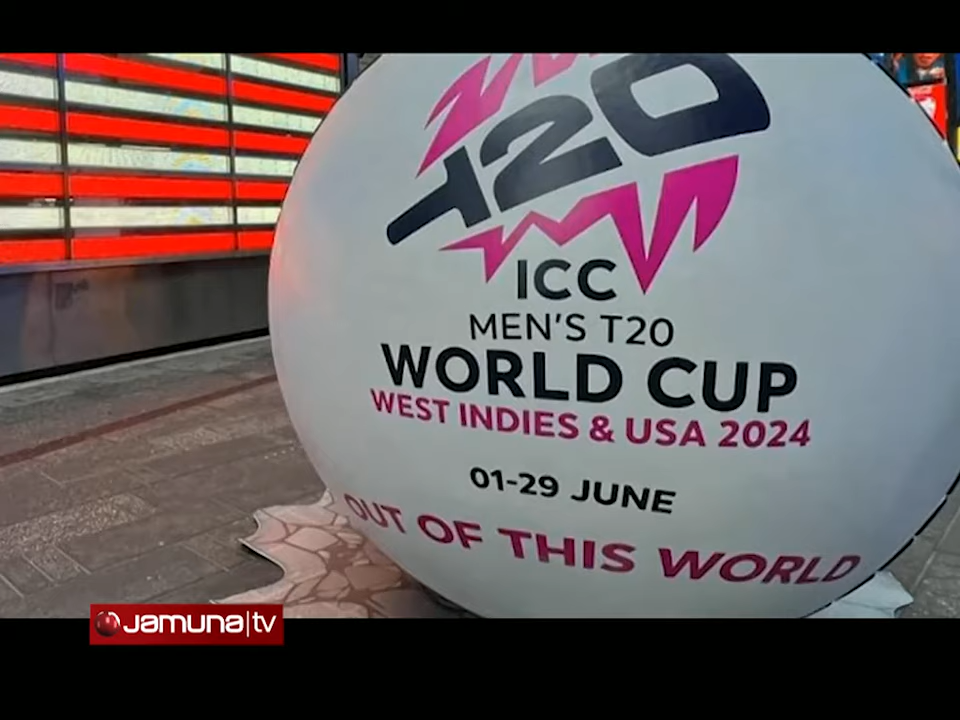 T20
ICC
MEN'S T20
WORLD CUP
WEST INDIES & USA 2024
01-29 JUNE
OUT OF THIS WORLD
Jamuna|tv